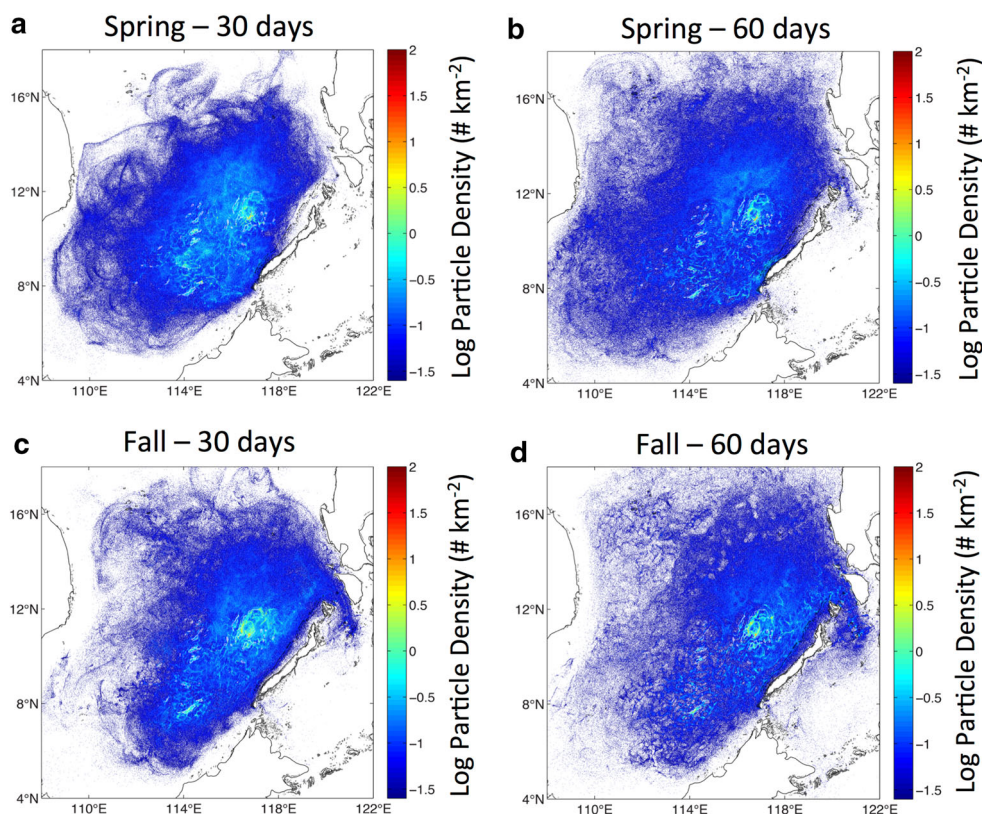 a
Spring – 30 days
16°N
12°N
8°N
4°N
110°E
114°E
118°E
122°E
2
1.5
1
0.5
0
−0.5
−1
−1.5
Log Particle Density (# km⁻²)
b
Spring – 60 days
16°N
12°N
8°N
4°N
110°E
114°E
118°E
122°E
2
1.5
1
0.5
0
−0.5
−1
−1.5
Log Particle Density (# km⁻²)
c
Fall – 30 days
16°N
12°N
8°N
4°N
110°E
114°E
118°E
122°E
2
1.5
1
0.5
0
−0.5
−1
−1.5
Log Particle Density (# km⁻²)
d
Fall – 60 days
16°N
12°N
8°N
4°N
110°E
114°E
118°E
122°E
2
1.5
1
0.5
0
−0.5
−1
−1.5
Log Particle Density (# km⁻²)